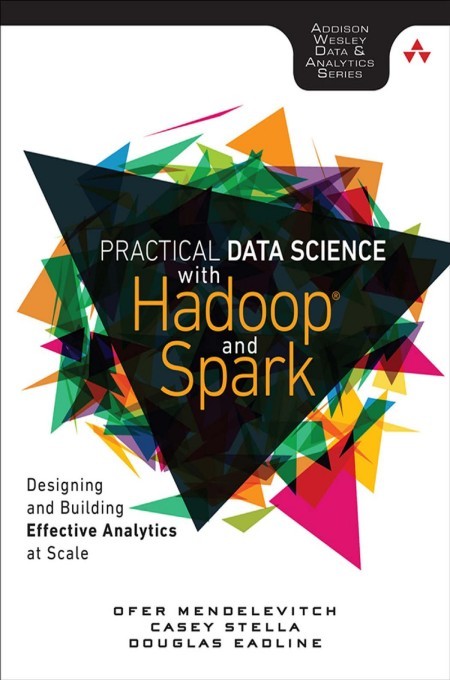 ADDISON
WESLEY
DATA &
ANALYTICS
SERIES
PRACTICAL DATA SCIENCE
with
Hadoop®
and
Spark
Designing
and Building
Effective Analytics
at Scale
OFER MENDELEVITCH
CASEY STELLA
DOUGLAS EADLINE